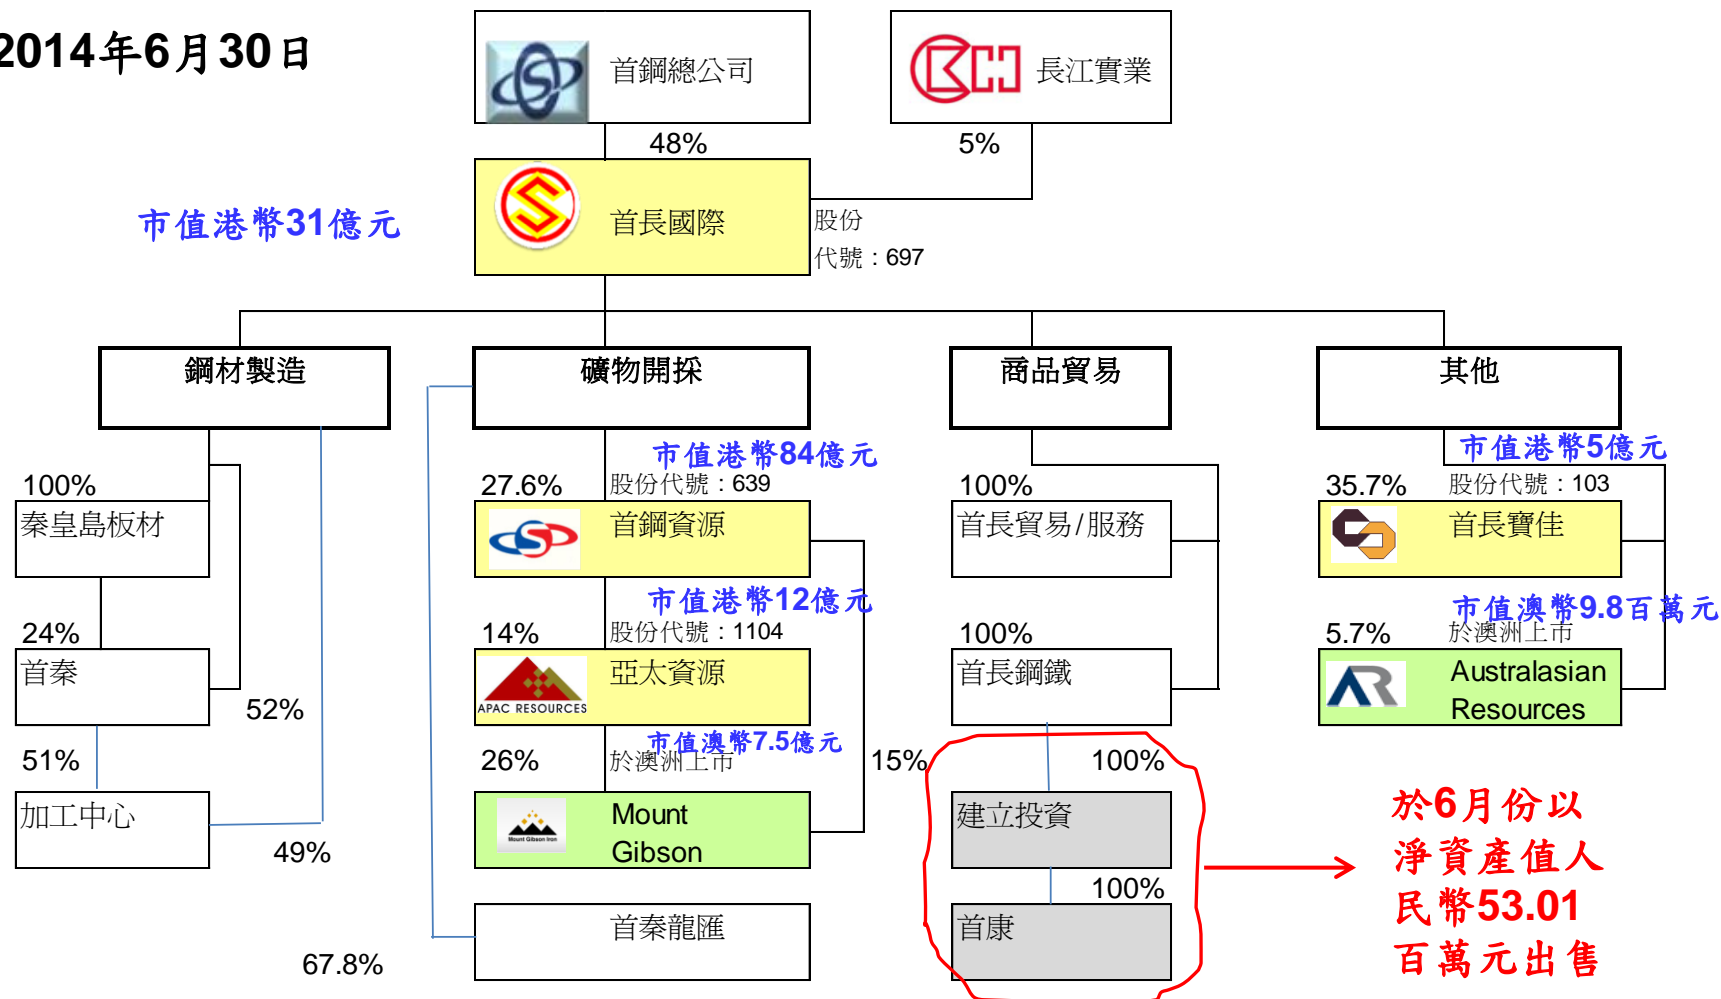 2014年6月30日
首鋼總公司
長江實業
48%
5%
市值港幣31億元
首長國際
股份
代號：697
鋼材製造
礦物開採
商品貿易
其他
市值港幣84億元
市值港幣5億元
100%
27.6%
股份代號：639
100%
35.7%
股份代號：103
秦皇島板材
首鋼資源
首長貿易/服務
首長寶佳
市值港幣12億元
市值澳幣9.8百萬元
24%
14%
股份代號：1104
100%
5.7%
於澳洲上市
首秦
亞太資源
首長鋼鐵
Australasian
Resources
APAC RESOURCES
52%
市值澳幣7.5億元
51%
26%
於澳洲上市
15%
100%
加工中心
Mount
Gibson
Mount Gibson Iron
建立投資
49%
100%
首秦龍匯
首康
67.8%
於6月份以
淨資產值人
民幣53.01
百萬元出售